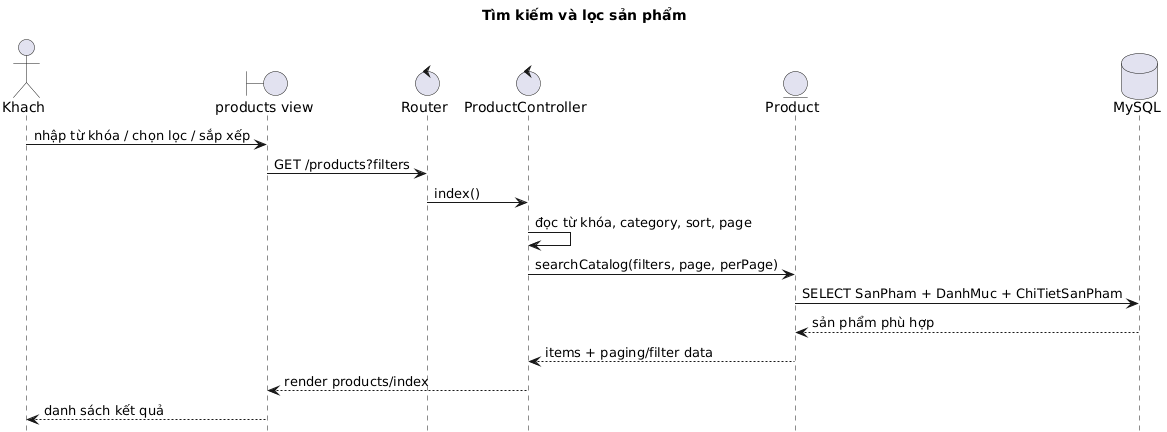 Tìm kiếm và lọc sản phẩm
Khach
products view
Router
ProductController
Product
MySQL
nhập từ khóa / chọn lọc / sắp xếp
GET /products?filters
index()
đọc từ khóa, category, sort, page
searchCatalog(filters, page, perPage)
SELECT SanPham + DanhMuc + ChiTietSanPham
sản phẩm phù hợp
items + paging/filter data
render products/index
danh sách kết quả